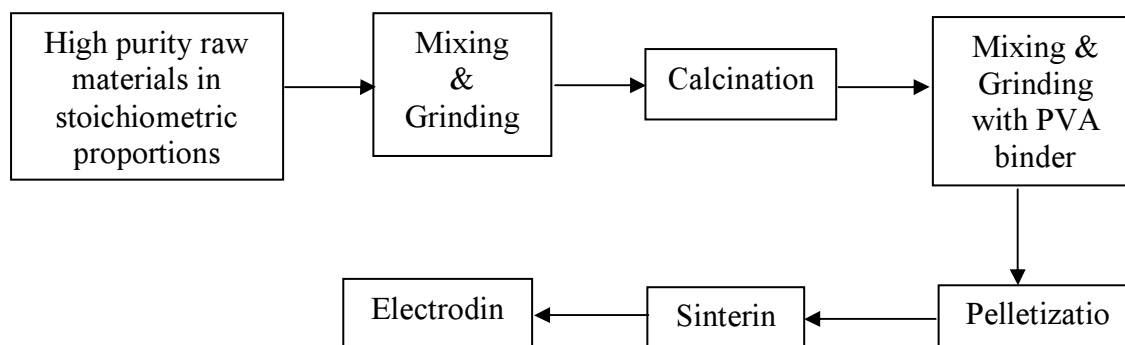 High purity raw
materials in
stoichiometric
proportions
Mixing
&
Grinding
Calcination
Mixing &
Grinding
with PVA
binder
Pelletizatio
Sinterin
Electrodin